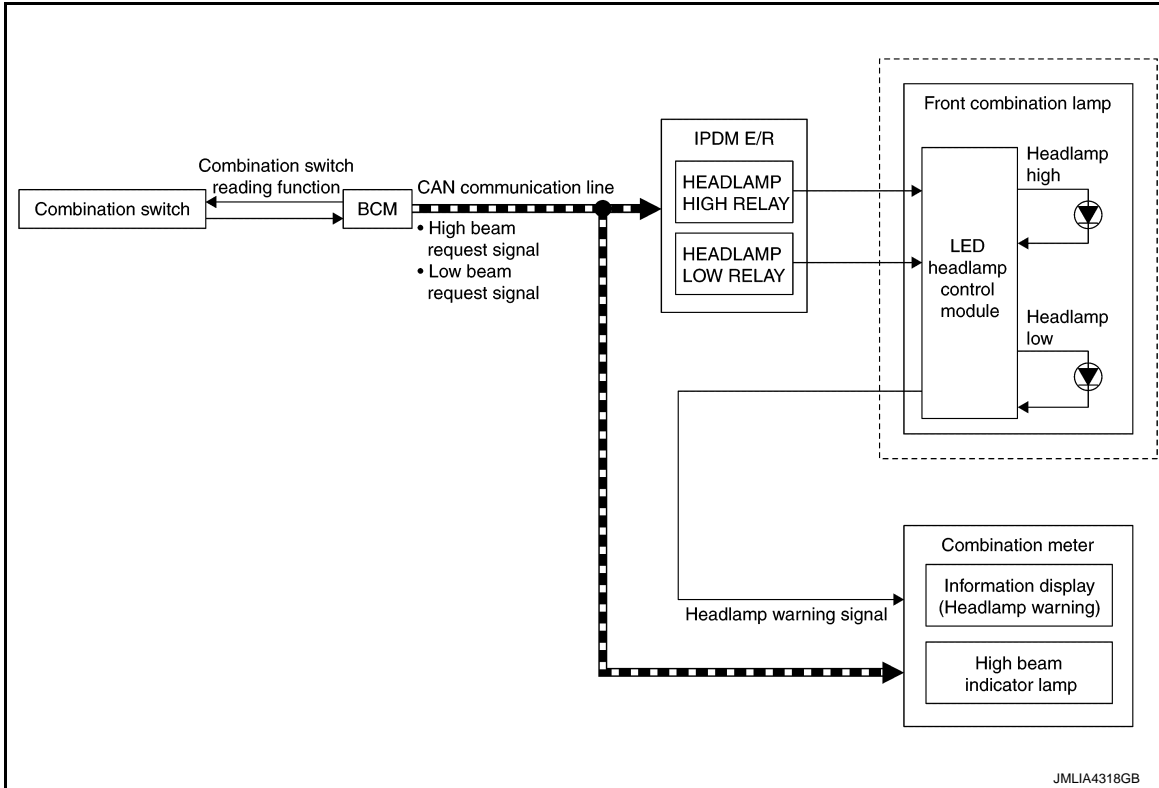 Front combination lamp
IPDM E/R
Headlamp
high
Combination switch
reading function
CAN communication line
HEADLAMP
HIGH RELAY
Combination switch
BCM
• High beam
request signal
• Low beam
request signal
HEADLAMP
LOW RELAY
LED
headlamp
control
module
Headlamp
low
Combination meter
Information display
(Headlamp warning)
Headlamp warning signal
High beam
indicator lamp
JMLIA4318GB